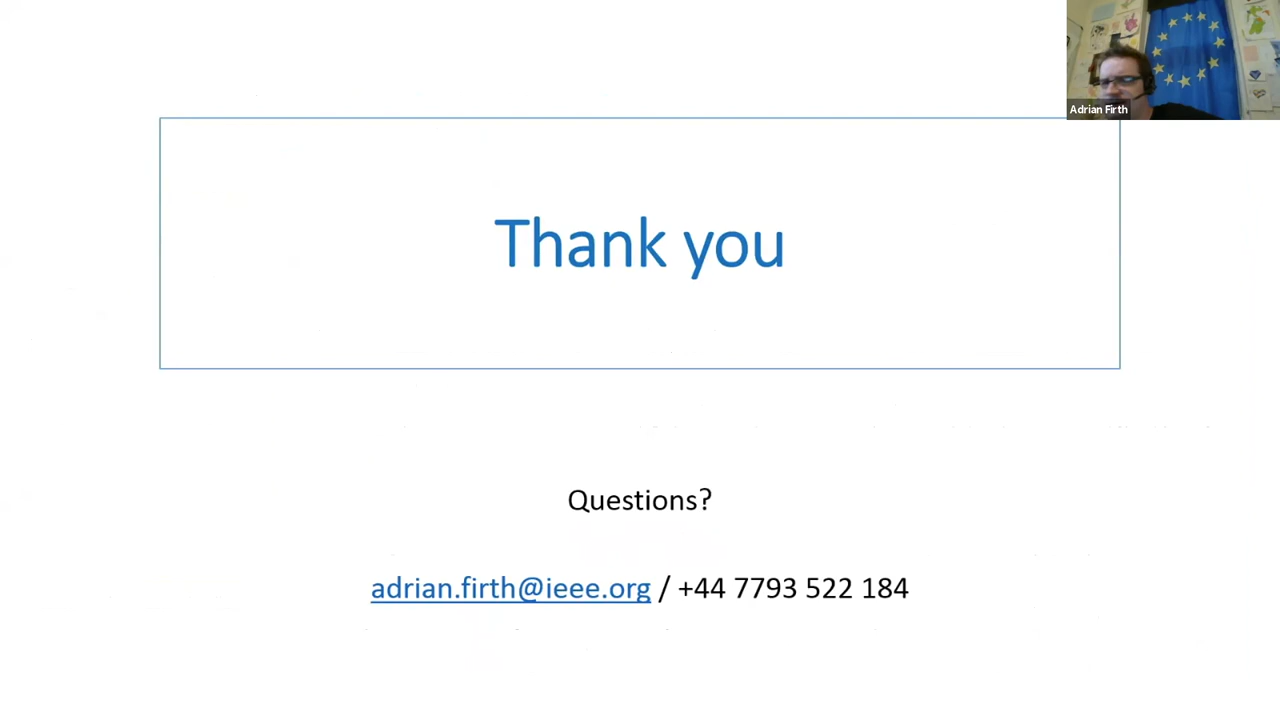 Adrian Firth
Thank you
Questions?
adrian.firth@ieee.org / +44 7793 522 184